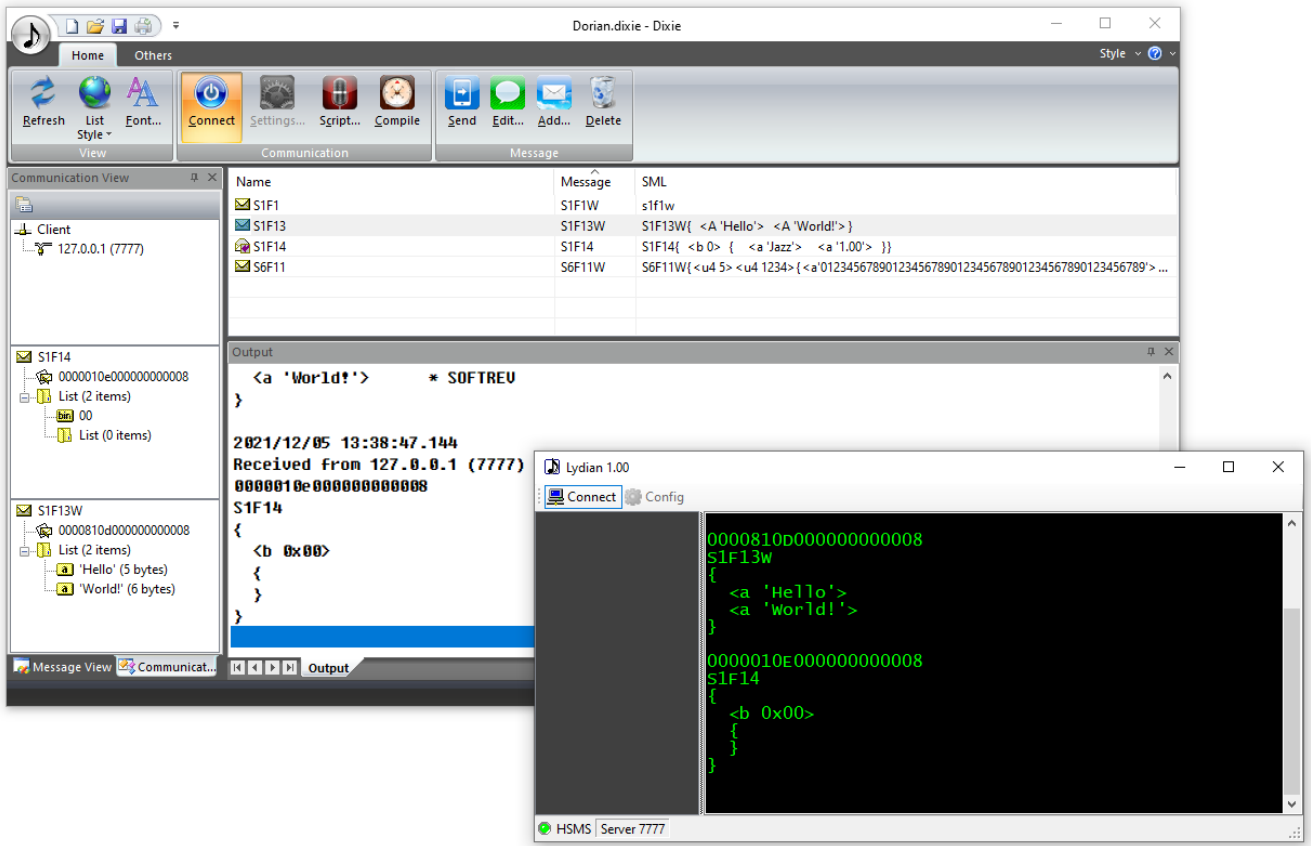 Dorian.dixie - Dixie
Home Others Style
Refresh List Style Font... Connect Settings... Script... Compile Send Edit... Add... Delete
View Communication Message
Communication View
Client
127.0.0.1 (7777)
Name Message SML
S1F1 S1F1W s1f1w
S1F13 S1F13W S1F13W{ <A 'Hello'> <A 'World!'> }
S1F14 S1F14 S1F14{ <b 0> { <a 'Jazz'> <a '1.00'> }}
S6F11 S6F11W S6F11W{<u4 5> <u4 1234> {<a'01234567890123456789012345678901234567890123456789'> ...
S1F14
0000010e000000000008
List (2 items)
bin 00
List (0 items)
S1F13W
0000810d000000000008
List (2 items)
a 'Hello' (5 bytes)
a 'World!' (6 bytes)
Message View Communicat...
Output
<a 'World!'> * SOFTREV
}
2021/12/05 13:38:47.144
Received from 127.0.0.1 (7777)
0000010e000000000008
S1F14
{
<b 0x00>
{
}
}
Output
Lydian 1.00
Connect Config
0000810D000000000008
S1F13W
{
<a 'Hello'>
<a 'World!'>
}
0000010E000000000008
S1F14
{
<b 0x00>
{
}
}
HSMS Server 7777